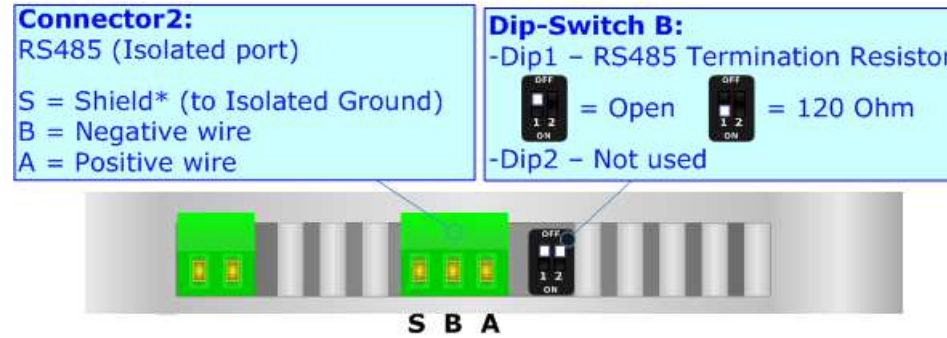 Connector2:
RS485 (Isolated port)
S = Shield* (to Isolated Ground)
B = Negative wire
A = Positive wire
Dip-Switch B:
-Dip1 – RS485 Termination Resistor
OFF
1 2
ON
= Open
OFF
1 2
ON
= 120 Ohm
-Dip2 – Not used
OFF
1 2
ON
S B A